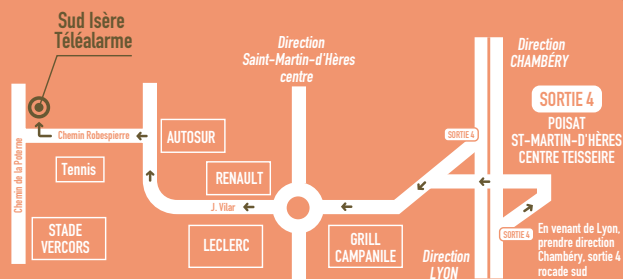 Sud Isère
Téléalarme
Direction
Saint-Martin-d'Hères
centre
Direction
CHAMBÉRY
SORTIE 4
POISAT
ST-MARTIN-D'HÈRES
CENTRE TEISSEIRE
Chemin de la Poterne
Chemin Robespierre
AUTOSUR
SORTIE 4
Tennis
RENAULT
J. Vilar
STADE
VERCORS
LECLERC
GRILL
CAMPANILE
Direction
LYON
SORTIE 4
En venant de Lyon,
prendre direction
Chambéry, sortie 4
rocade sud